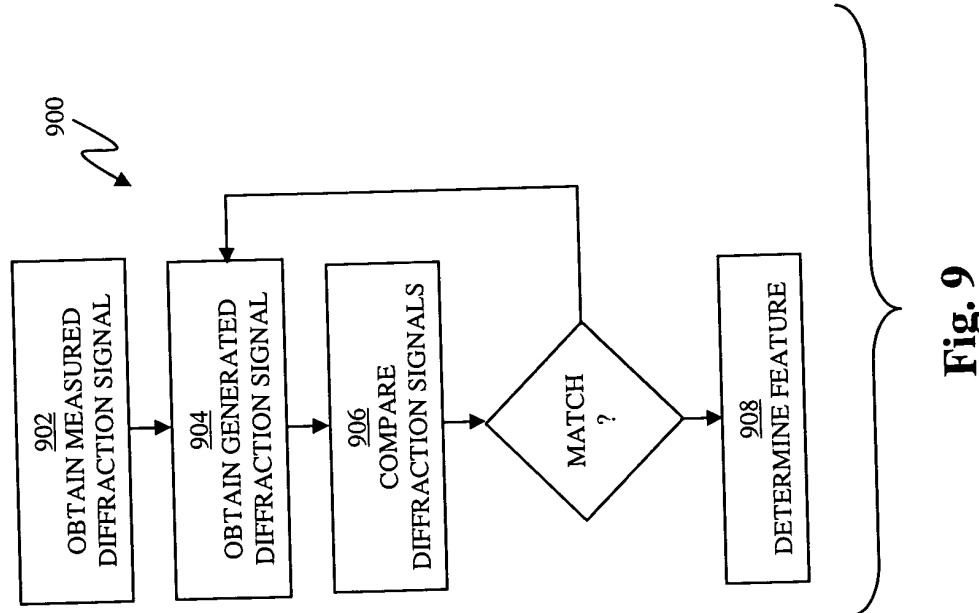 900
902
OBTAIN MEASURED
DIFFRACTION SIGNAL
904
OBTAIN GENERATED
DIFFRACTION SIGNAL
906
COMPARE
DIFFRACTION SIGNALS
MATCH
?
908
DETERMINE FEATURE
Fig. 9